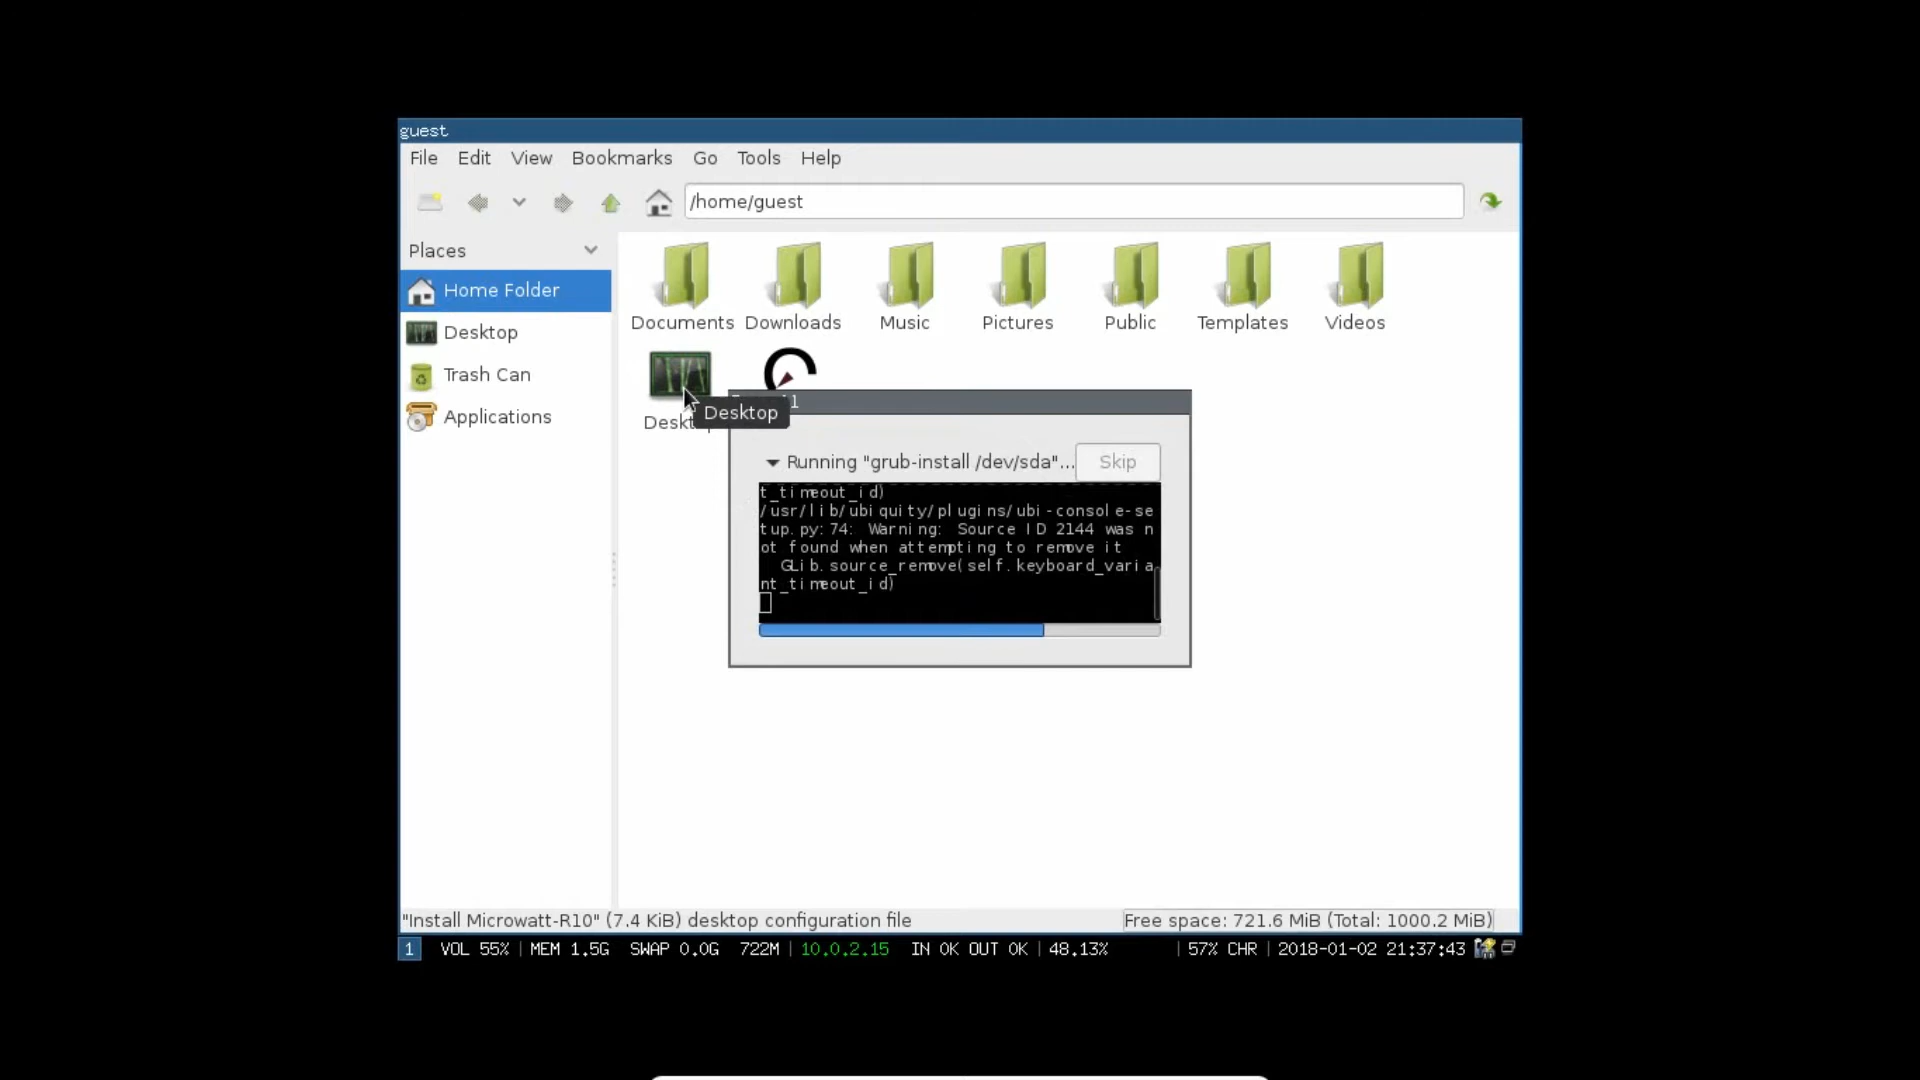 guest
File Edit View Bookmarks Go Tools Help
/home/guest
Places
Home Folder
Desktop
Trash Can
Applications
Documents Downloads Music Pictures Public Templates Videos
Desktop
Running "grub-install /dev/sda"... Skip
t_timeout_id)
/usr/lib/ubiquity/plugins/ubi-console-se
tup.py:74: Warning: Source ID 2144 was n
ot found when attempting to remove it
GLib.source_remove(self.keyboard_varia
nt_timeout_id)
"Install Microwatt-R10" (7.4 KiB) desktop configuration file Free space: 721.6 MiB (Total: 1000.2 MiB)
1 VOL 55% | MEM 1.5G SWAP 0.0G 722M | 10.0.2.15 IN OK OUT OK | 48.13% | 57% CHR | 2018-01-02 21:37:43